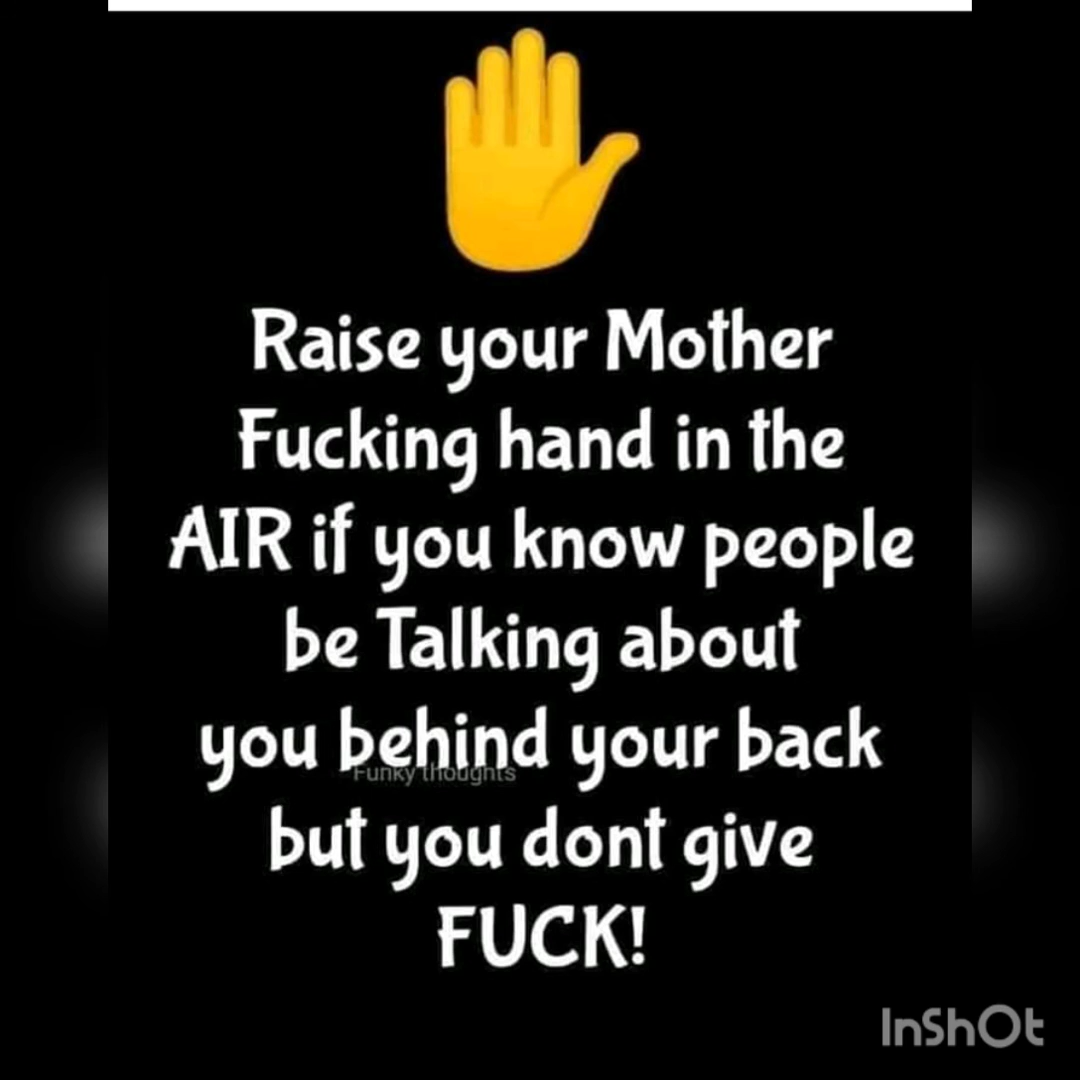 Raise your Mother
Fucking hand in the
AIR if you know people
be Talking about
you behind your back
Funky thoughts
but you dont give
FUCK!
InShOt